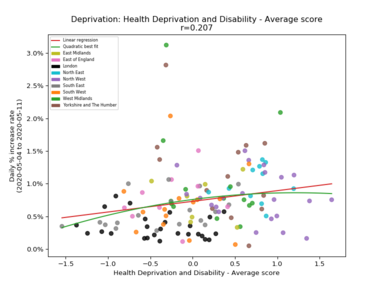 Deprivation: Health Deprivation and Disability - Average score
r=0.207
Linear regression
Quadratic best fit
East Midlands
East of England
London
North East
North West
South East
South West
West Midlands
Yorkshire and The Humber
Daily % increase rate
(2020-05-04 to 2020-05-11)
3.0%
2.5%
2.0%
1.5%
1.0%
0.5%
0.0%
−1.5 −1.0 −0.5 0.0 0.5 1.0 1.5
Health Deprivation and Disability - Average score